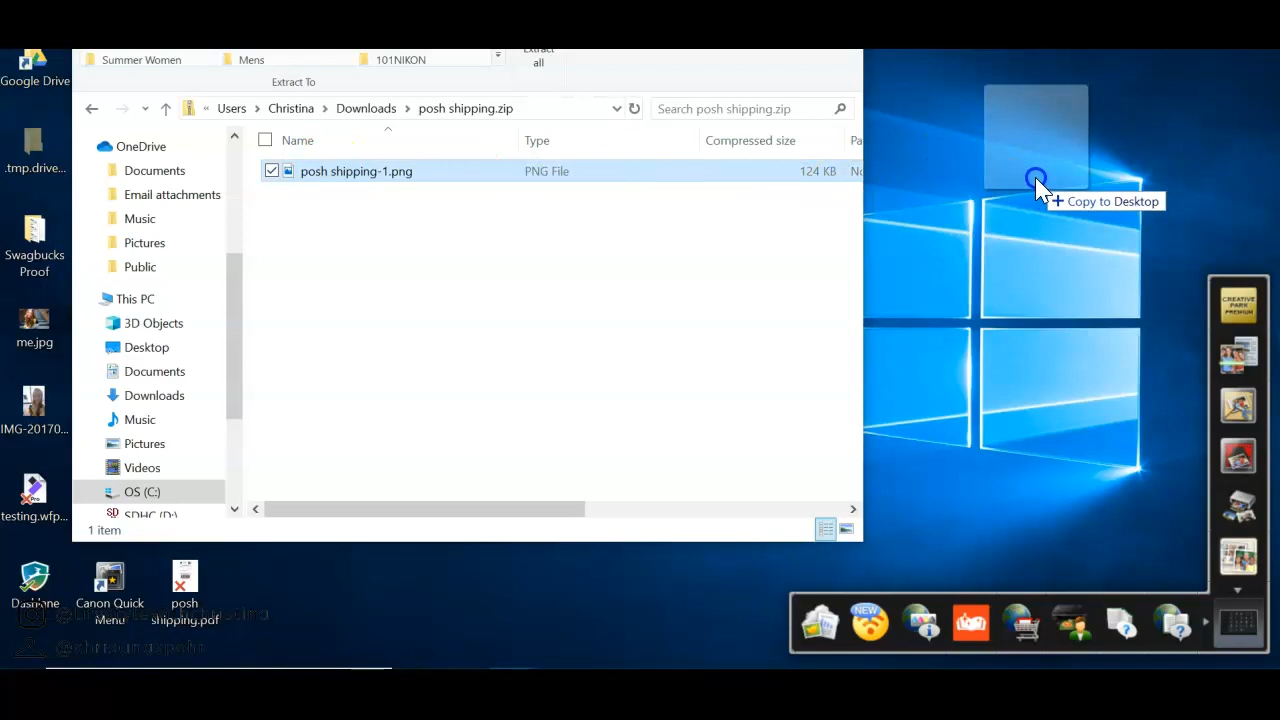 Summer Women
Mens
101NIKON
Extract
all
Extract To
« Users > Christina > Downloads > posh shipping.zip
Search posh shipping.zip
Name
Type
Compressed size
Pa
posh shipping-1.png
PNG File
124 KB
No
OneDrive
Documents
Email attachments
Music
Pictures
Public
This PC
3D Objects
Desktop
Documents
Downloads
Music
Pictures
Videos
OS (C:)
SDHC (D:)
1 item
Google Drive
.tmp.drive...
Swagbucks
Proof
me.jpg
IMG-20170...
testing.wfp...
Dashlane
Canon Quick
Menu
posh
shipping.pdf
+ Copy to Desktop
CREATIVE
PARK
PREMIUM
NEW